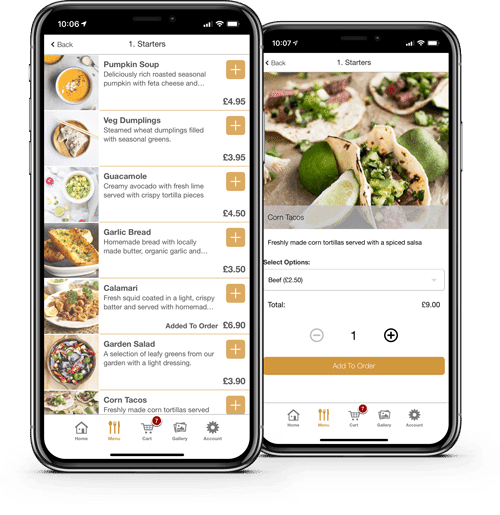 10:06
Back
1. Starters
Pumpkin Soup
Deliciously rich roasted seasonal
pumpkin with feta cheese and…
£4.95
Veg Dumplings
Steamed wheat dumplings filled
with seasonal greens.
£3.95
Guacamole
Creamy avocado with fresh lime
served with crispy tortilla pieces
£4.50
Garlic Bread
Homemade bread with locally
made butter, organic garlic and…
£3.50
Calamari
Fresh squid coated in a light, crispy
batter and served with homemad…
Added To Order £6.90
Garden Salad
A selection of leafy greens from our
garden with a light dressing.
£3.90
Corn Tacos
Freshly made corn tortillas served
7
Home
Menu
Cart
Gallery
Account
10:07
Back
1. Starters
Corn Tacos
Freshly made corn tortillas served with a spiced salsa
Select Options:
Beef (£2.50)
Total:
£9.00
1
Add To Order
7
Home
Menu
Cart
Gallery
Account